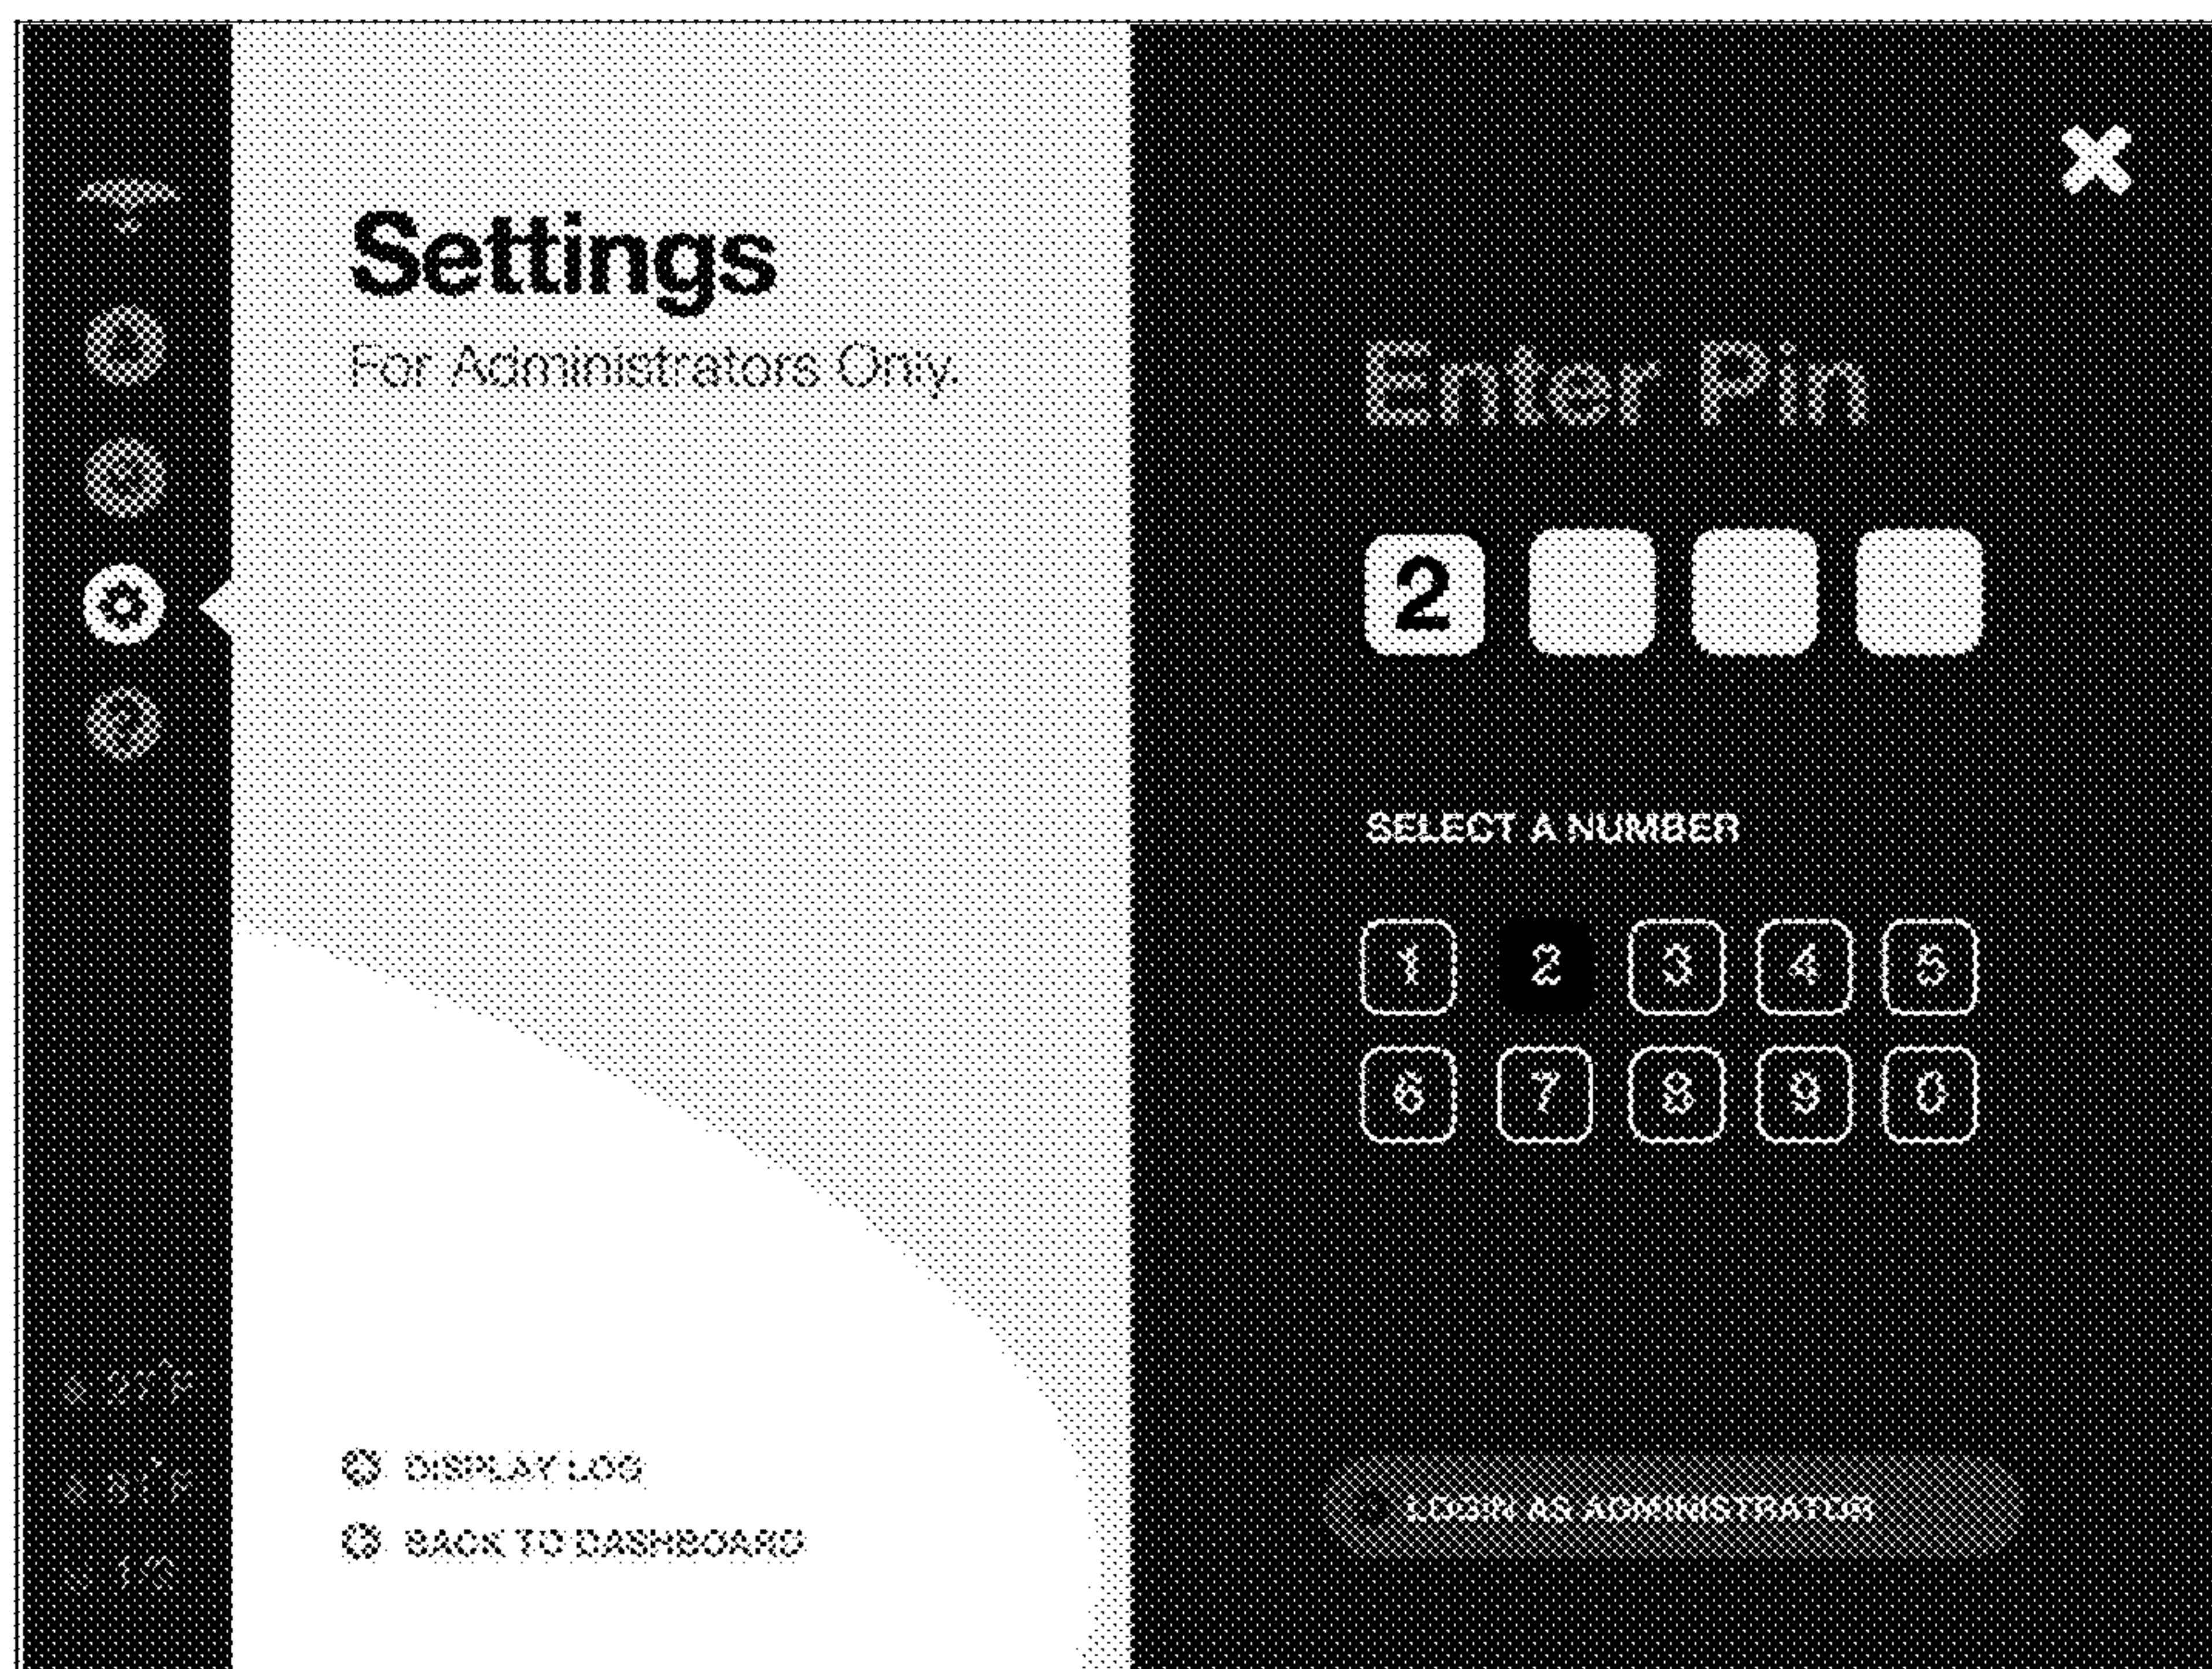 Settings
For Administrators Only.
Enter Pin
2
SELECT A NUMBER
1 2 3 4 5
6 7 8 9 0
DISPLAY LOG
BACK TO DASHBOARD
LOGIN AS ADMINISTRATOR